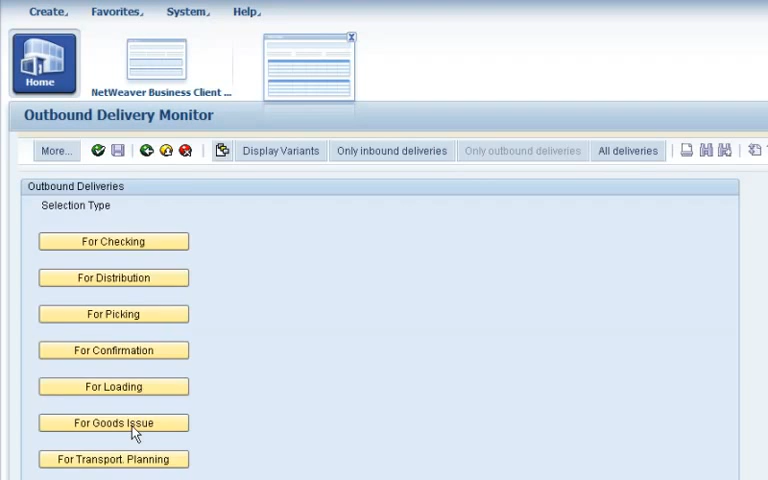 Create
Favorites
System
Help
Home
NetWeaver Business Client ...
Outbound Delivery Monitor
More...
Display Variants
Only inbound deliveries
Only outbound deliveries
All deliveries
Outbound Deliveries
Selection Type
For Checking
For Distribution
For Picking
For Confirmation
For Loading
For Goods Issue
For Transport. Planning